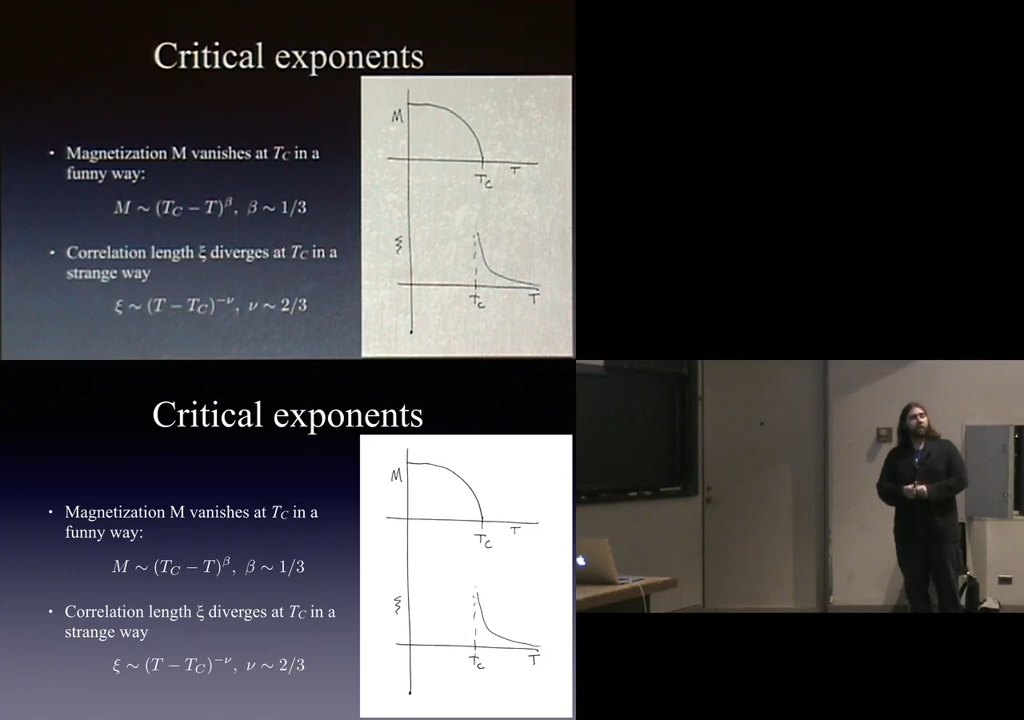 Critical exponents
• Magnetization M vanishes at T_C in a
funny way:
M ∼ (T_C − T)^β, β ∼ 1/3
• Correlation length ξ diverges at T_C in a
strange way
ξ ∼ (T − T_C)^−ν, ν ∼ 2/3
M
T_C
T
ξ
T_C
T
Critical exponents
• Magnetization M vanishes at T_C in a
funny way:
M ∼ (T_C − T)^β, β ∼ 1/3
• Correlation length ξ diverges at T_C in a
strange way
ξ ∼ (T − T_C)^−ν, ν ∼ 2/3
M
T_C
T
ξ
T_C
T